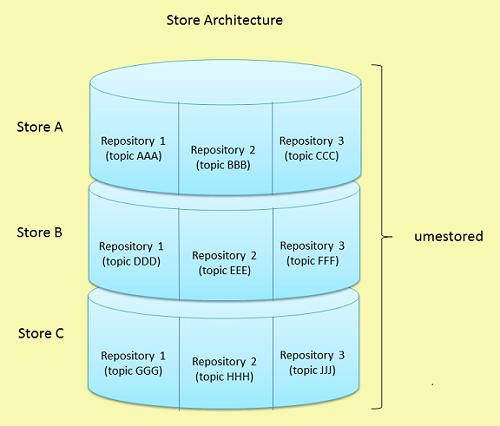 Store Architecture
Store A
Repository 1
(topic AAA)
Repository 2
(topic BBB)
Repository 3
(topic CCC)
Store B
Repository 1
(topic DDD)
Repository 2
(topic EEE)
Repository 3
(topic FFF)
umestored
Store C
Repository 1
(topic GGG)
Repository 2
(topic HHH)
Repository 3
(topic JJJ)